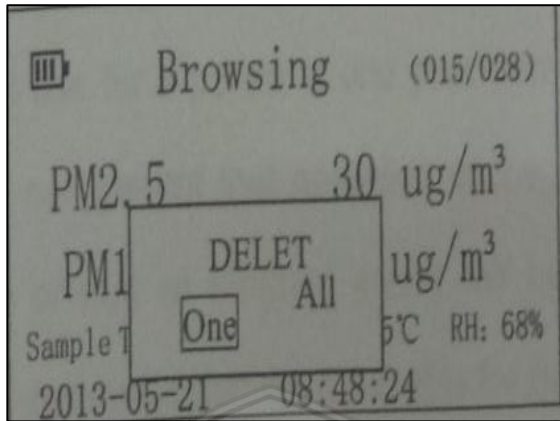 Browsing (015/028)
PM2.5 30 ug/m³
PM1 ug/m³
DELET
One All
Sample T 5℃ RH: 68%
2013-05-21 08:48:24